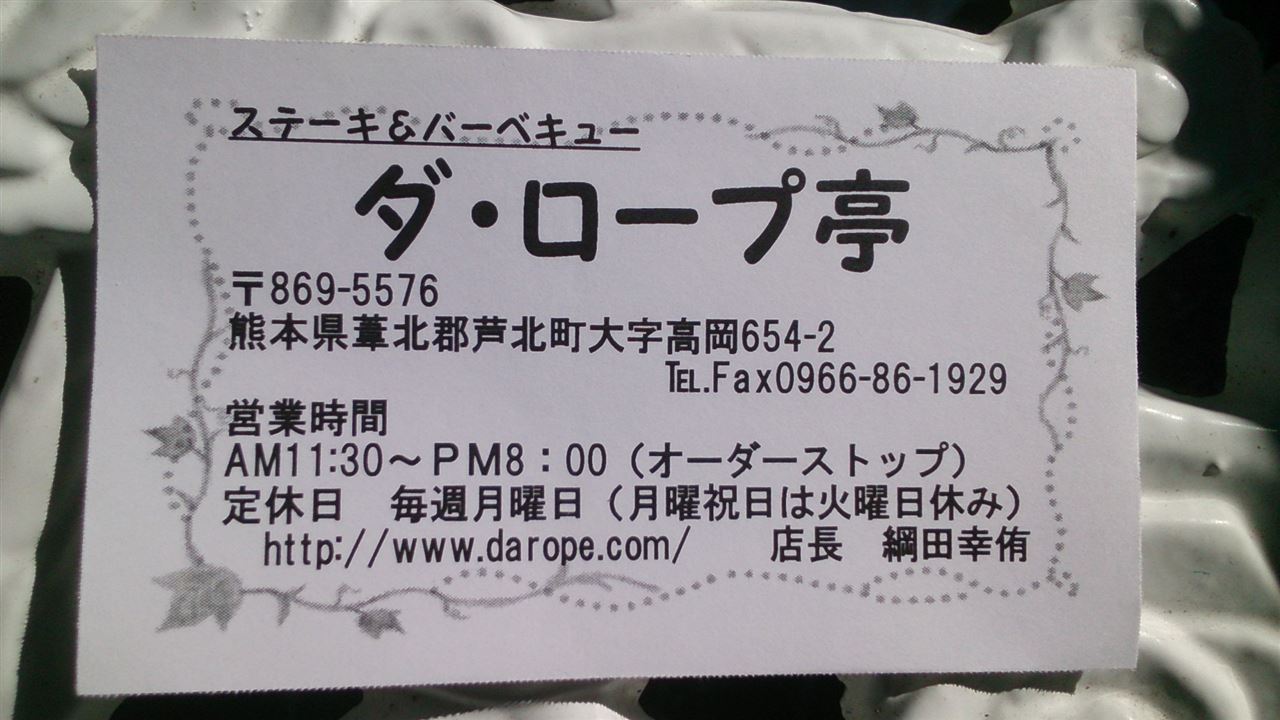 ステーキ&バーベキュー
ダ・ロープ亭
〒869-5576
熊本県葦北郡芦北町大字高岡654-2
℡.Fax0966-86-1929
営業時間
AM11:30～PM8：00（オーダーストップ）
定休日　毎週月曜日（月曜祝日は火曜日休み）
http://www.darope.com/　　店長　綱田幸侑